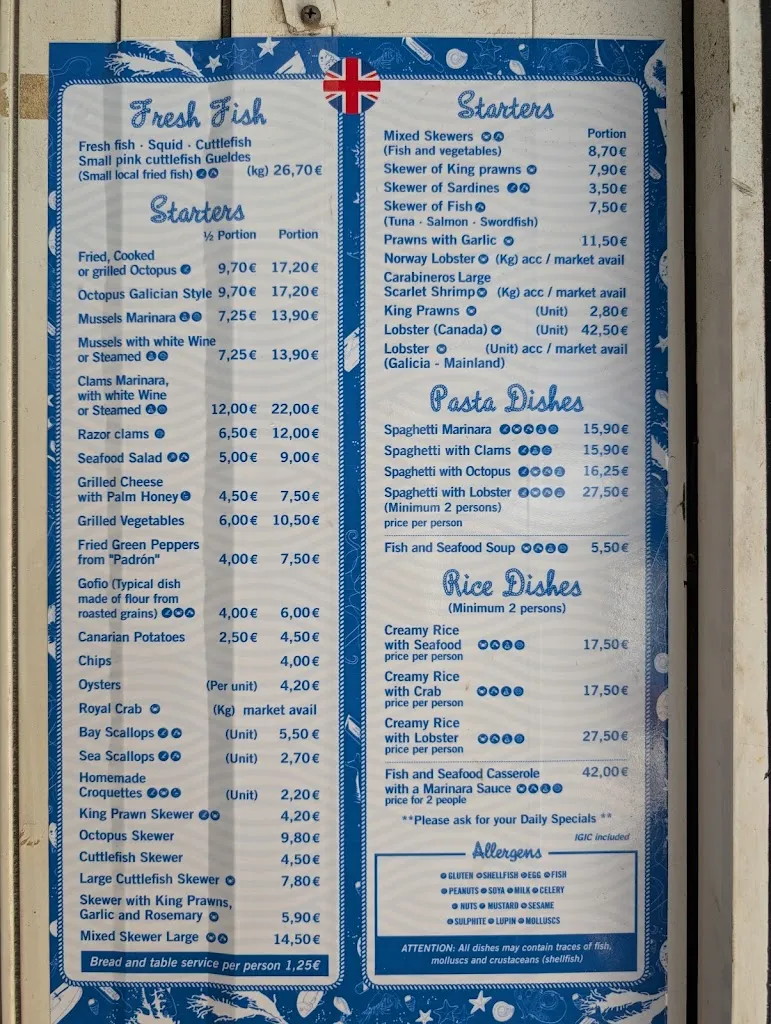 Fresh Fish
Fresh fish · Squid · Cuttlefish
Small pink cuttlefish Gueldes
(Small local fried fish) (kg) 26,70€
Starters
½ Portion Portion
Fried, Cooked
or grilled Octopus 9,70€ 17,20€
Octopus Galician Style 9,70€ 17,20€
Mussels Marinara 7,25€ 13,90€
Mussels with white Wine
or Steamed 7,25€ 13,90€
Clams Marinara,
with white Wine
or Steamed 12,00€ 22,00€
Razor clams 6,50€ 12,00€
Seafood Salad 5,00€ 9,00€
Grilled Cheese
with Palm Honey 4,50€ 7,50€
Grilled Vegetables 6,00€ 10,50€
Fried Green Peppers
from "Padrón" 4,00€ 7,50€
Gofio (Typical dish
made of flour from
roasted grains) 4,00€ 6,00€
Canarian Potatoes 2,50€ 4,50€
Chips 4,00€
Oysters (Per unit) 4,20€
Royal Crab (Kg) market avail
Bay Scallops (Unit) 5,50€
Sea Scallops (Unit) 2,70€
Homemade
Croquettes (Unit) 2,20€
King Prawn Skewer 4,20€
Octopus Skewer 9,80€
Cuttlefish Skewer 4,50€
Large Cuttlefish Skewer 7,80€
Skewer with King Prawns,
Garlic and Rosemary 5,90€
Mixed Skewer Large 14,50€
Bread and table service per person 1,25€
Starters
Mixed Skewers Portion
(Fish and vegetables) 8,70€
Skewer of King prawns 7,90€
Skewer of Sardines 3,50€
Skewer of Fish 7,50€
(Tuna · Salmon · Swordfish)
Prawns with Garlic 11,50€
Norway Lobster (Kg) acc / market avail
Carabineros Large
Scarlet Shrimp (Kg) acc / market avail
King Prawns (Unit) 2,80€
Lobster (Canada) (Unit) 42,50€
Lobster (Unit) acc / market avail
(Galicia - Mainland)
Pasta Dishes
Spaghetti Marinara 15,90€
Spaghetti with Clams 15,90€
Spaghetti with Octopus 16,25€
Spaghetti with Lobster 27,50€
(Minimum 2 persons)
price per person
Fish and Seafood Soup 5,50€
Rice Dishes
(Minimum 2 persons)
Creamy Rice
with Seafood 17,50€
price per person
Creamy Rice
with Crab 17,50€
price per person
Creamy Rice
with Lobster 27,50€
price per person
Fish and Seafood Casserole 42,00€
with a Marinara Sauce
price for 2 people
**Please ask for your Daily Specials **
IGIC included
Allergens
GLUTEN SHELLFISH EGG FISH
PEANUTS SOYA MILK CELERY
NUTS MUSTARD SESAME
SULPHITE LUPIN MOLLUSCS
ATTENTION: All dishes may contain traces of fish,
molluscs and crustaceans (shellfish)